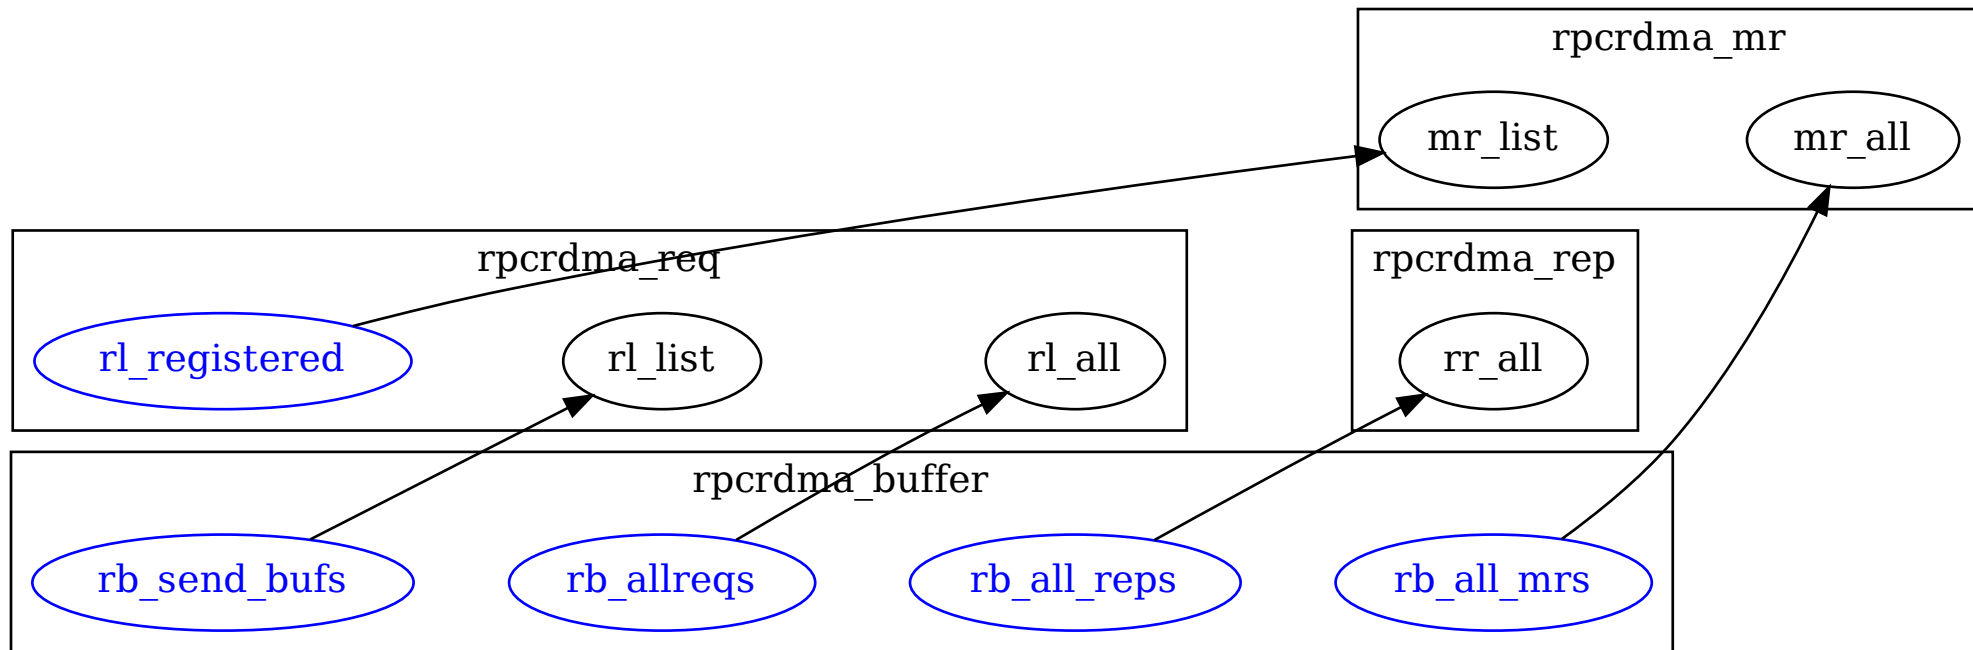 rpcrdma_mr
mr_list
mr_all
rpcrdma_req
rpcrdma_rep
rl_registered
rl_list
rl_all
rr_all
rpcrdma_buffer
rb_send_bufs
rb_allreqs
rb_all_reps
rb_all_mrs